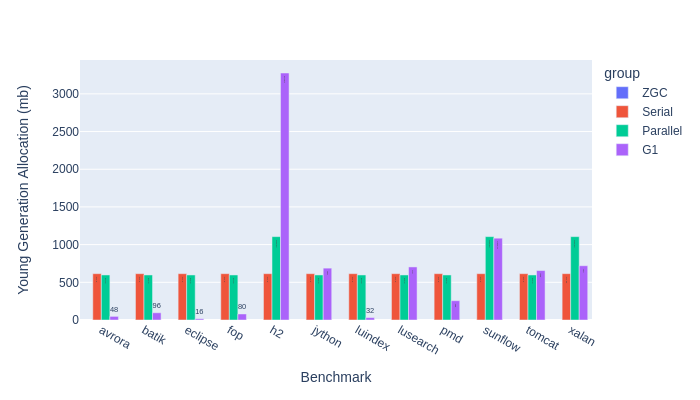 group
ZGC
Serial
Parallel
G1
Young Generation Allocation (mb)
3000
2500
2000
1500
1000
500
0
48
96
16
80
32
avrora
batik
eclipse
fop
h2
jython
luindex
lusearch
pmd
sunflow
tomcat
xalan
Benchmark